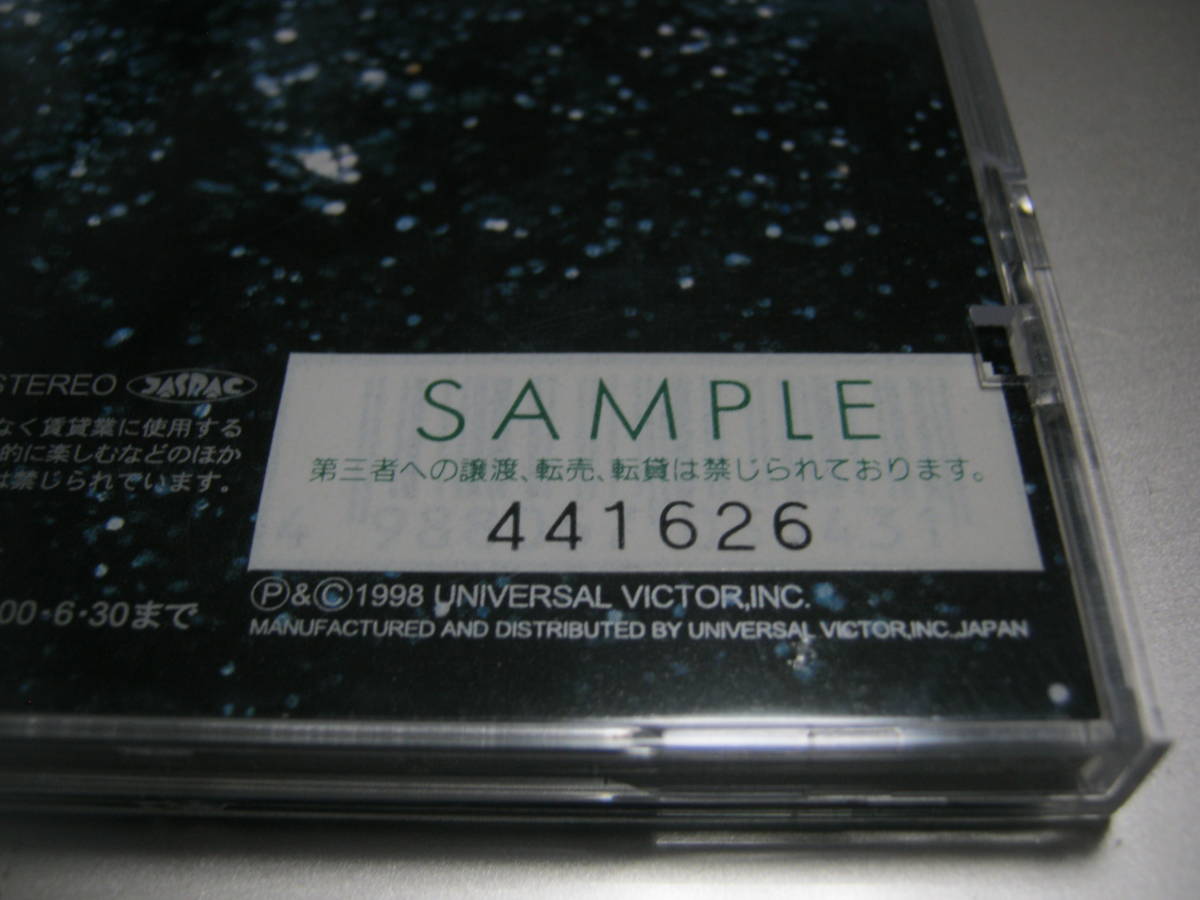 STEREO JASRAC
なく賃貸業に使用する
的に楽しむなどのほか
は禁じられています。
00・6・30まで
SAMPLE
第三者への譲渡、転売、転貸は禁じられております。
441626
Ⓟ&Ⓒ1998 UNIVERSAL VICTOR,INC.
MANUFACTURED AND DISTRIBUTED BY UNIVERSAL VICTOR,INC.,JAPAN